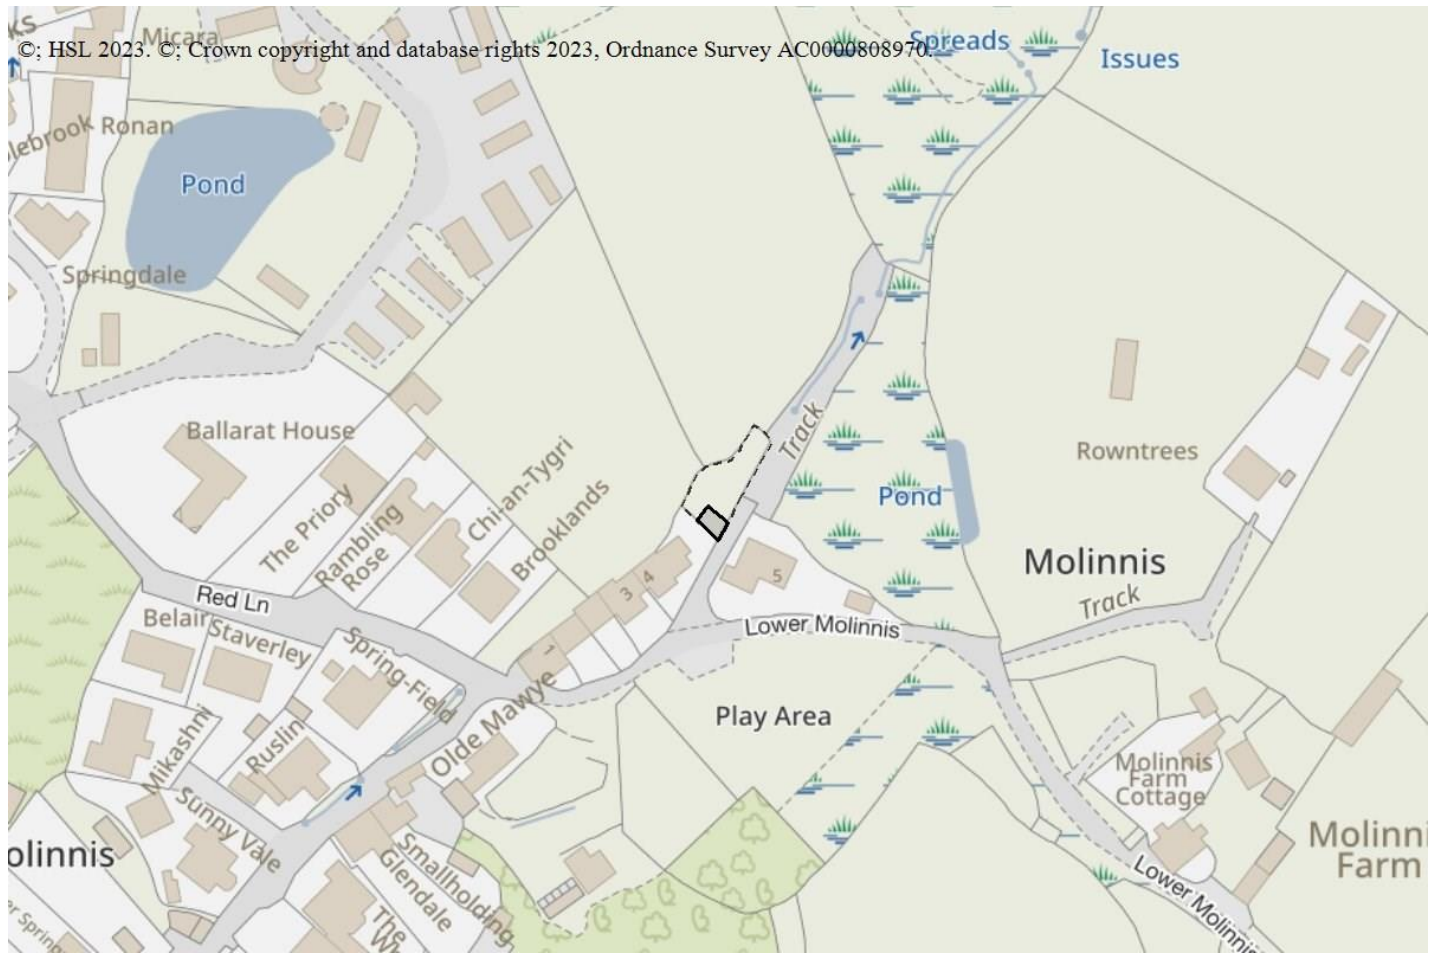 ©; HSL 2023. ©; Crown copyright and database rights 2023, Ordnance Survey AC0000808970.
Micara
Spreads
Issues
Ronan
Pond
Springdale
Ballarat House
Track
Rowntrees
Chi-an-Tygri
Brooklands
The Priory
Rambling
Rose
Pond
Molinnis
Track
5
4
3
1
Red Ln
Lower Molinnis
Belair
Staverley
Spring-Field
Olde Mawye
Play Area
Mikashni
Ruslin
Sunny Vale
Molinnis
Farm
Cottage
olinnis
Smallholding
Glendale
The
Molinni
Farm
Lower Molinnis